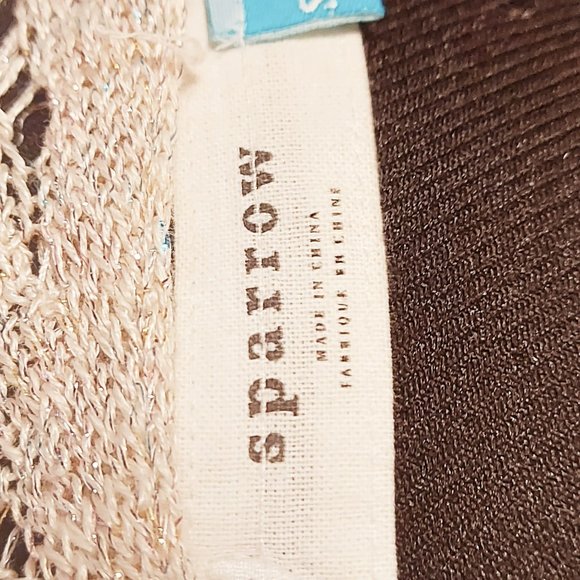 sparrow
MADE IN CHINA
FABRIQUE EN CHINE
S